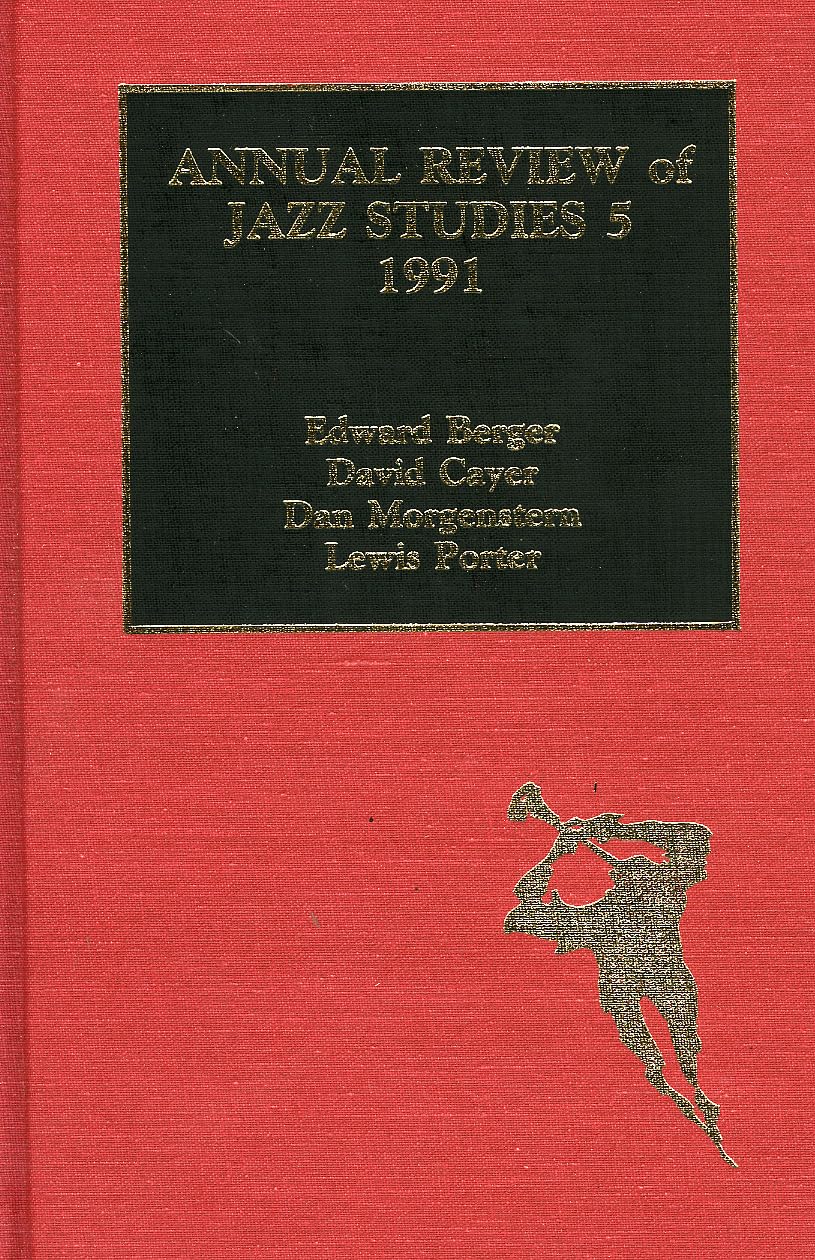 ANNUAL REVIEW of
JAZZ STUDIES 5
1991
Edward Berger
David Cayer
Dan Morgenstern
Lewis Porter